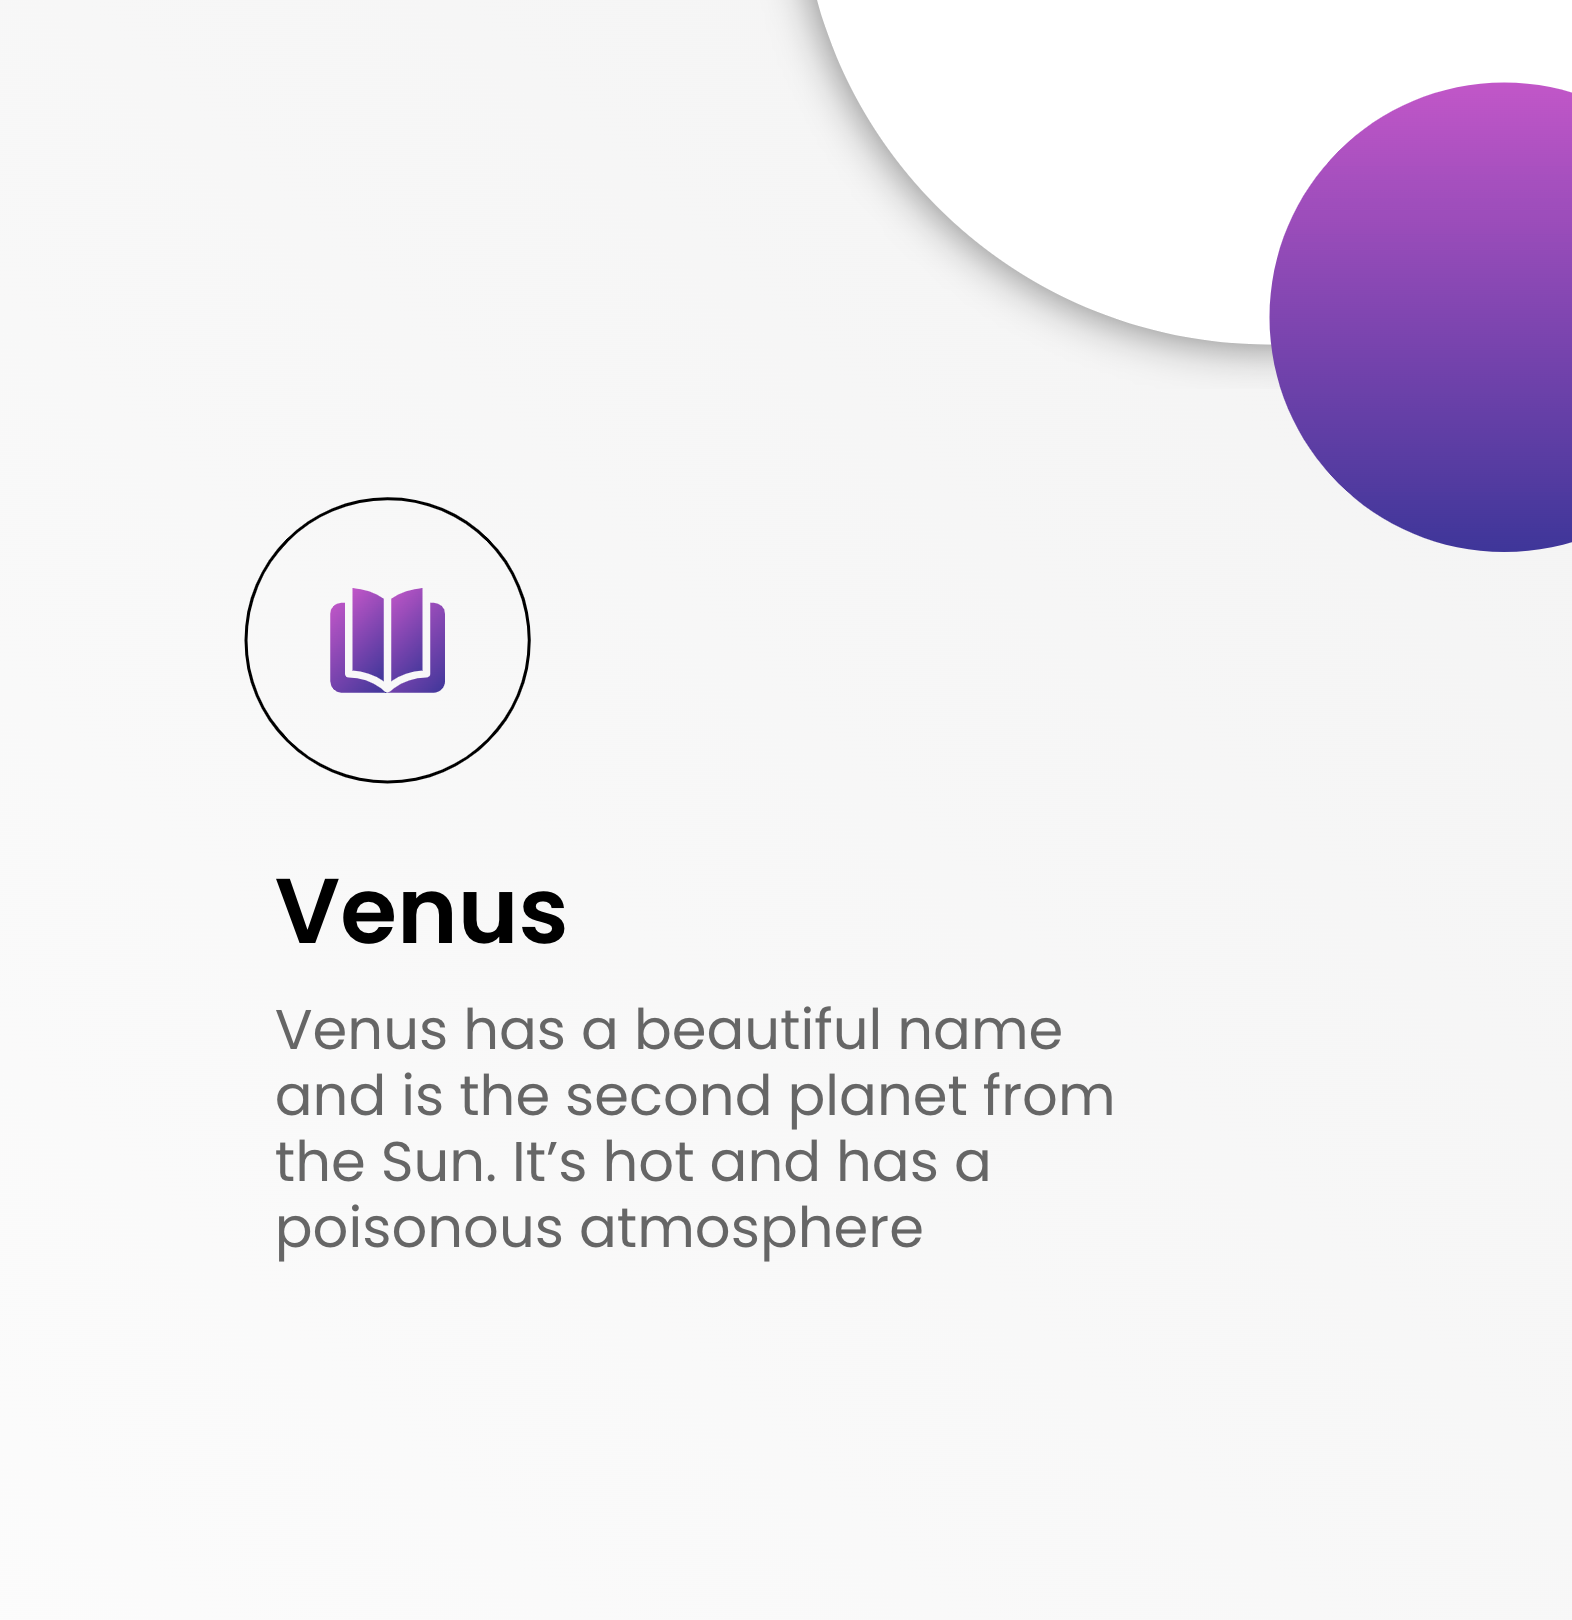 Venus
Venus has a beautiful name
and is the second planet from
the Sun. It’s hot and has a
poisonous atmosphere